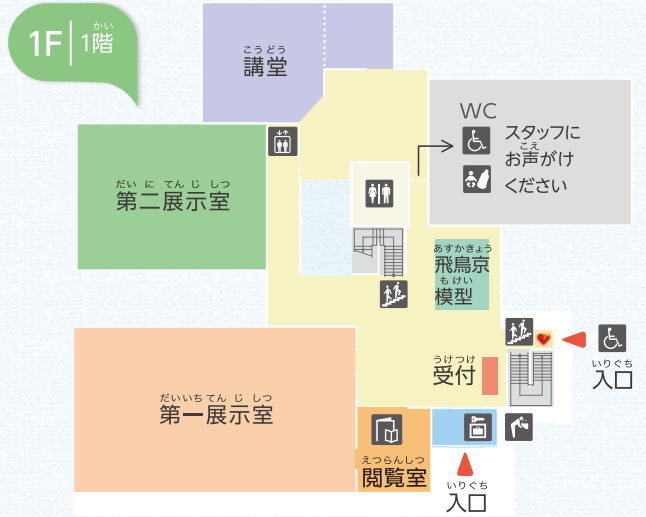 1F
かい
1階
こうどう
講堂
WC
スタッフに
こえ
お声がけ
ください
だい に てん じ しつ
第二展示室
あすかきょう
飛鳥京
も けい
模型
うけつけ
受付
いりぐち
入口
だいいち てん じ しつ
第一展示室
えつらんしつ
閲覧室
いりぐち
入口